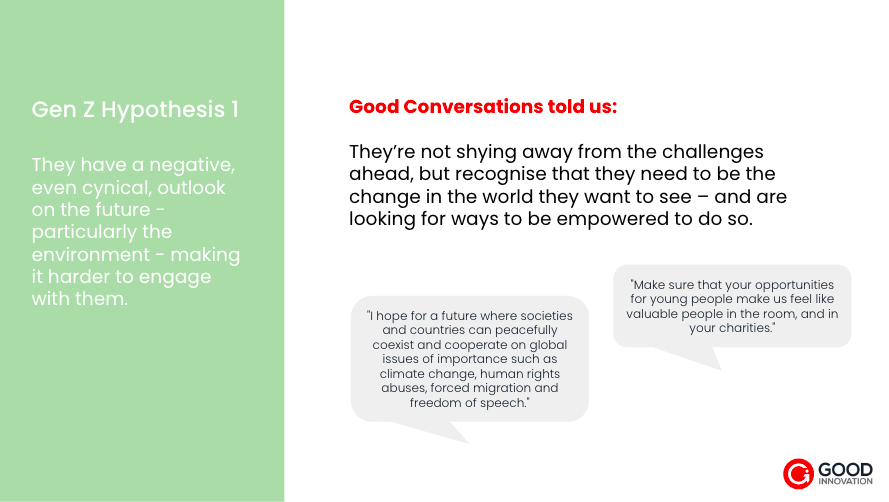 Gen Z Hypothesis 1
They have a negative,
even cynical, outlook
on the future -
particularly the
environment - making
it harder to engage
with them.
Good Conversations told us:
They’re not shying away from the challenges
ahead, but recognise that they need to be the
change in the world they want to see – and are
looking for ways to be empowered to do so.
"I hope for a future where societies
and countries can peacefully
coexist and cooperate on global
issues of importance such as
climate change, human rights
abuses, forced migration and
freedom of speech."
"Make sure that your opportunities
for young people make us feel like
valuable people in the room, and in
your charities."
GOOD
INNOVATION